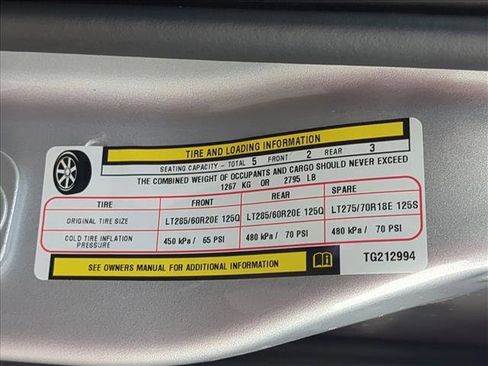 TIRE AND LOADING INFORMATION
SEATING CAPACITY - TOTAL 5 FRONT 2 REAR 3
THE COMBINED WEIGHT OF OCCUPANTS AND CARGO SHOULD NEVER EXCEED
1267 KG OR 2795 LB
TIRE FRONT REAR SPARE
ORIGINAL TIRE SIZE LT285/60R20E 125Q LT285/60R20E 125Q LT275/70R18E 125S
COLD TIRE INFLATION PRESSURE 450 kPa / 65 PSI 480 kPa / 70 PSI 480 kPa / 70 PSI
SEE OWNERS MANUAL FOR ADDITIONAL INFORMATION TG212994